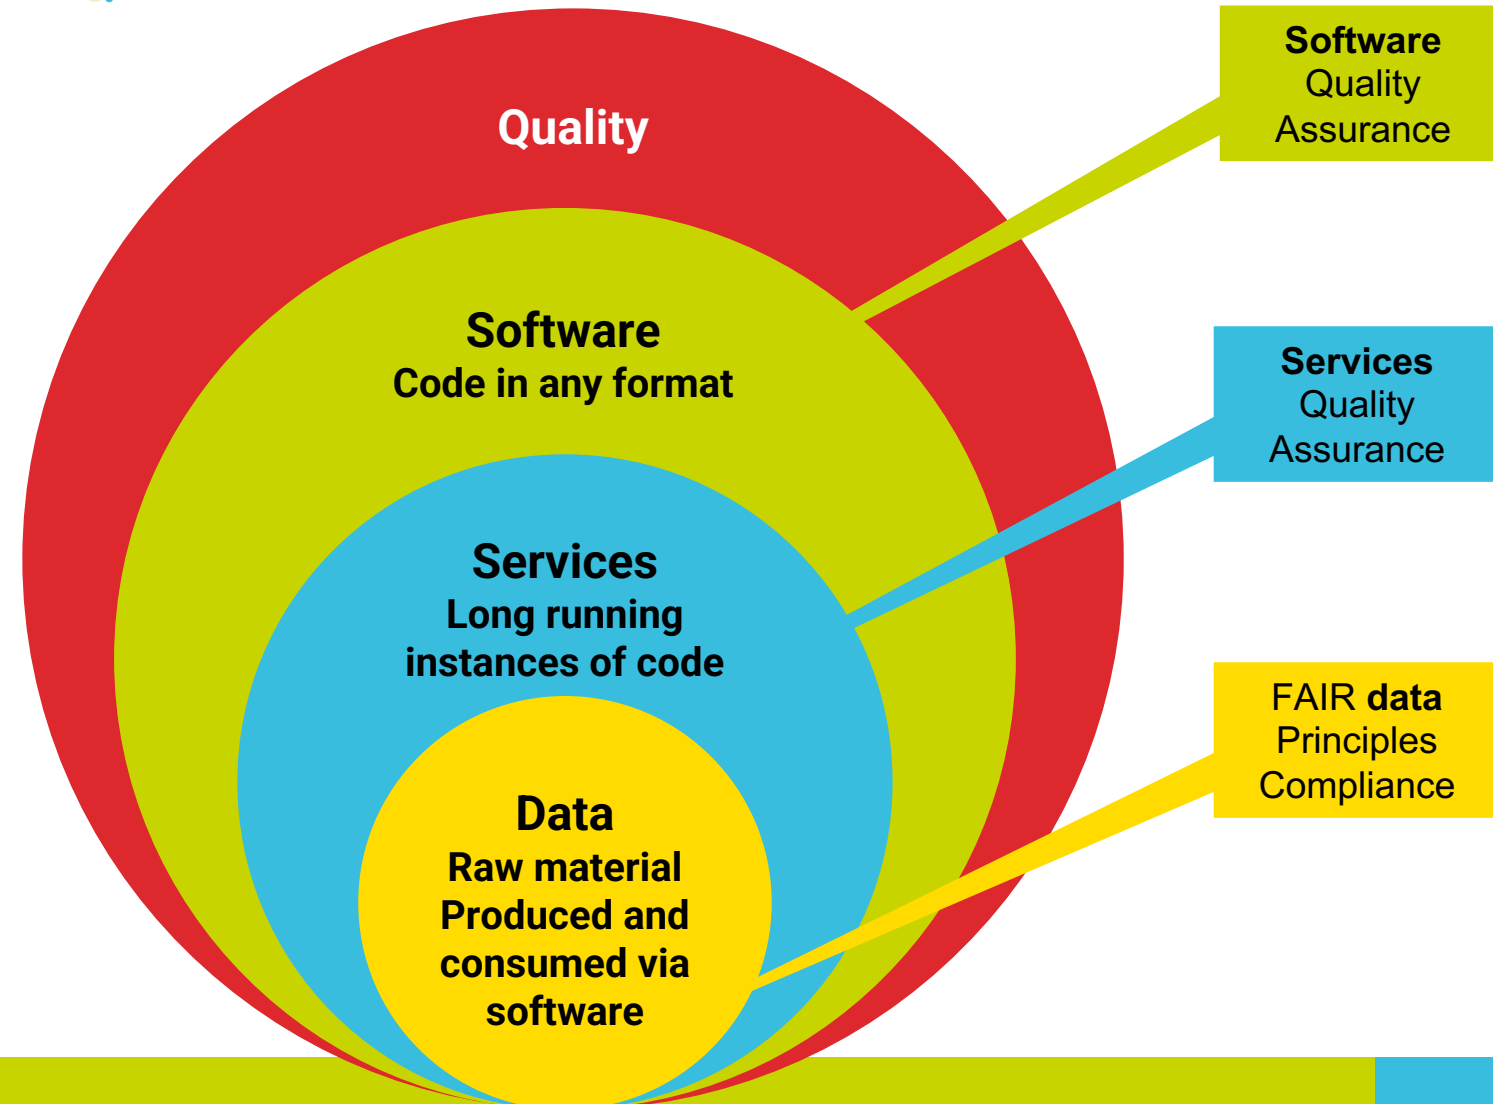 Quality
Software
Code in any format
Services
Long running
instances of code
Data
Raw material
Produced and
consumed via
software
Software
Quality
Assurance
Services
Quality
Assurance
FAIR data
Principles
Compliance